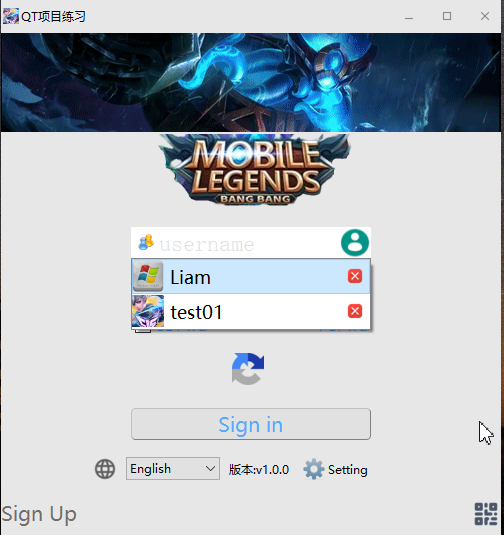 QT项目练习
MOBILE
LEGENDS
BANG BANG
username
Liam
test01
Sign in
English
版本:v1.0.0
Setting
Sign Up